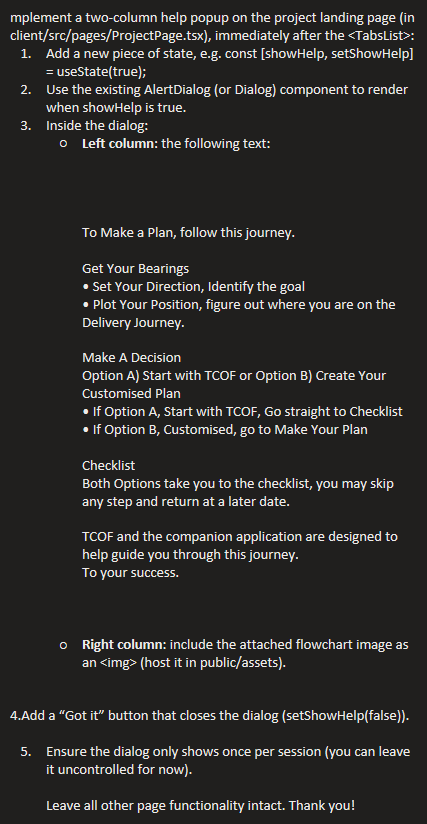 mplement a two-column help popup on the project landing page (in
client/src/pages/ProjectPage.tsx), immediately after the <TabsList>:
1. Add a new piece of state, e.g. const [showHelp, setShowHelp]
= useState(true);
2. Use the existing AlertDialog (or Dialog) component to render
when showHelp is true.
3. Inside the dialog:
o Left column: the following text:
To Make a Plan, follow this journey.
Get Your Bearings
• Set Your Direction, Identify the goal
• Plot Your Position, figure out where you are on the
Delivery Journey.
Make A Decision
Option A) Start with TCOF or Option B) Create Your
Customised Plan
• If Option A, Start with TCOF, Go straight to Checklist
• If Option B, Customised, go to Make Your Plan
Checklist
Both Options take you to the checklist, you may skip
any step and return at a later date.
TCOF and the companion application are designed to
help guide you through this journey.
To your success.
o Right column: include the attached flowchart image as
an <img> (host it in public/assets).
4.Add a “Got it” button that closes the dialog (setShowHelp(false)).
5. Ensure the dialog only shows once per session (you can leave
it uncontrolled for now).
Leave all other page functionality intact. Thank you!